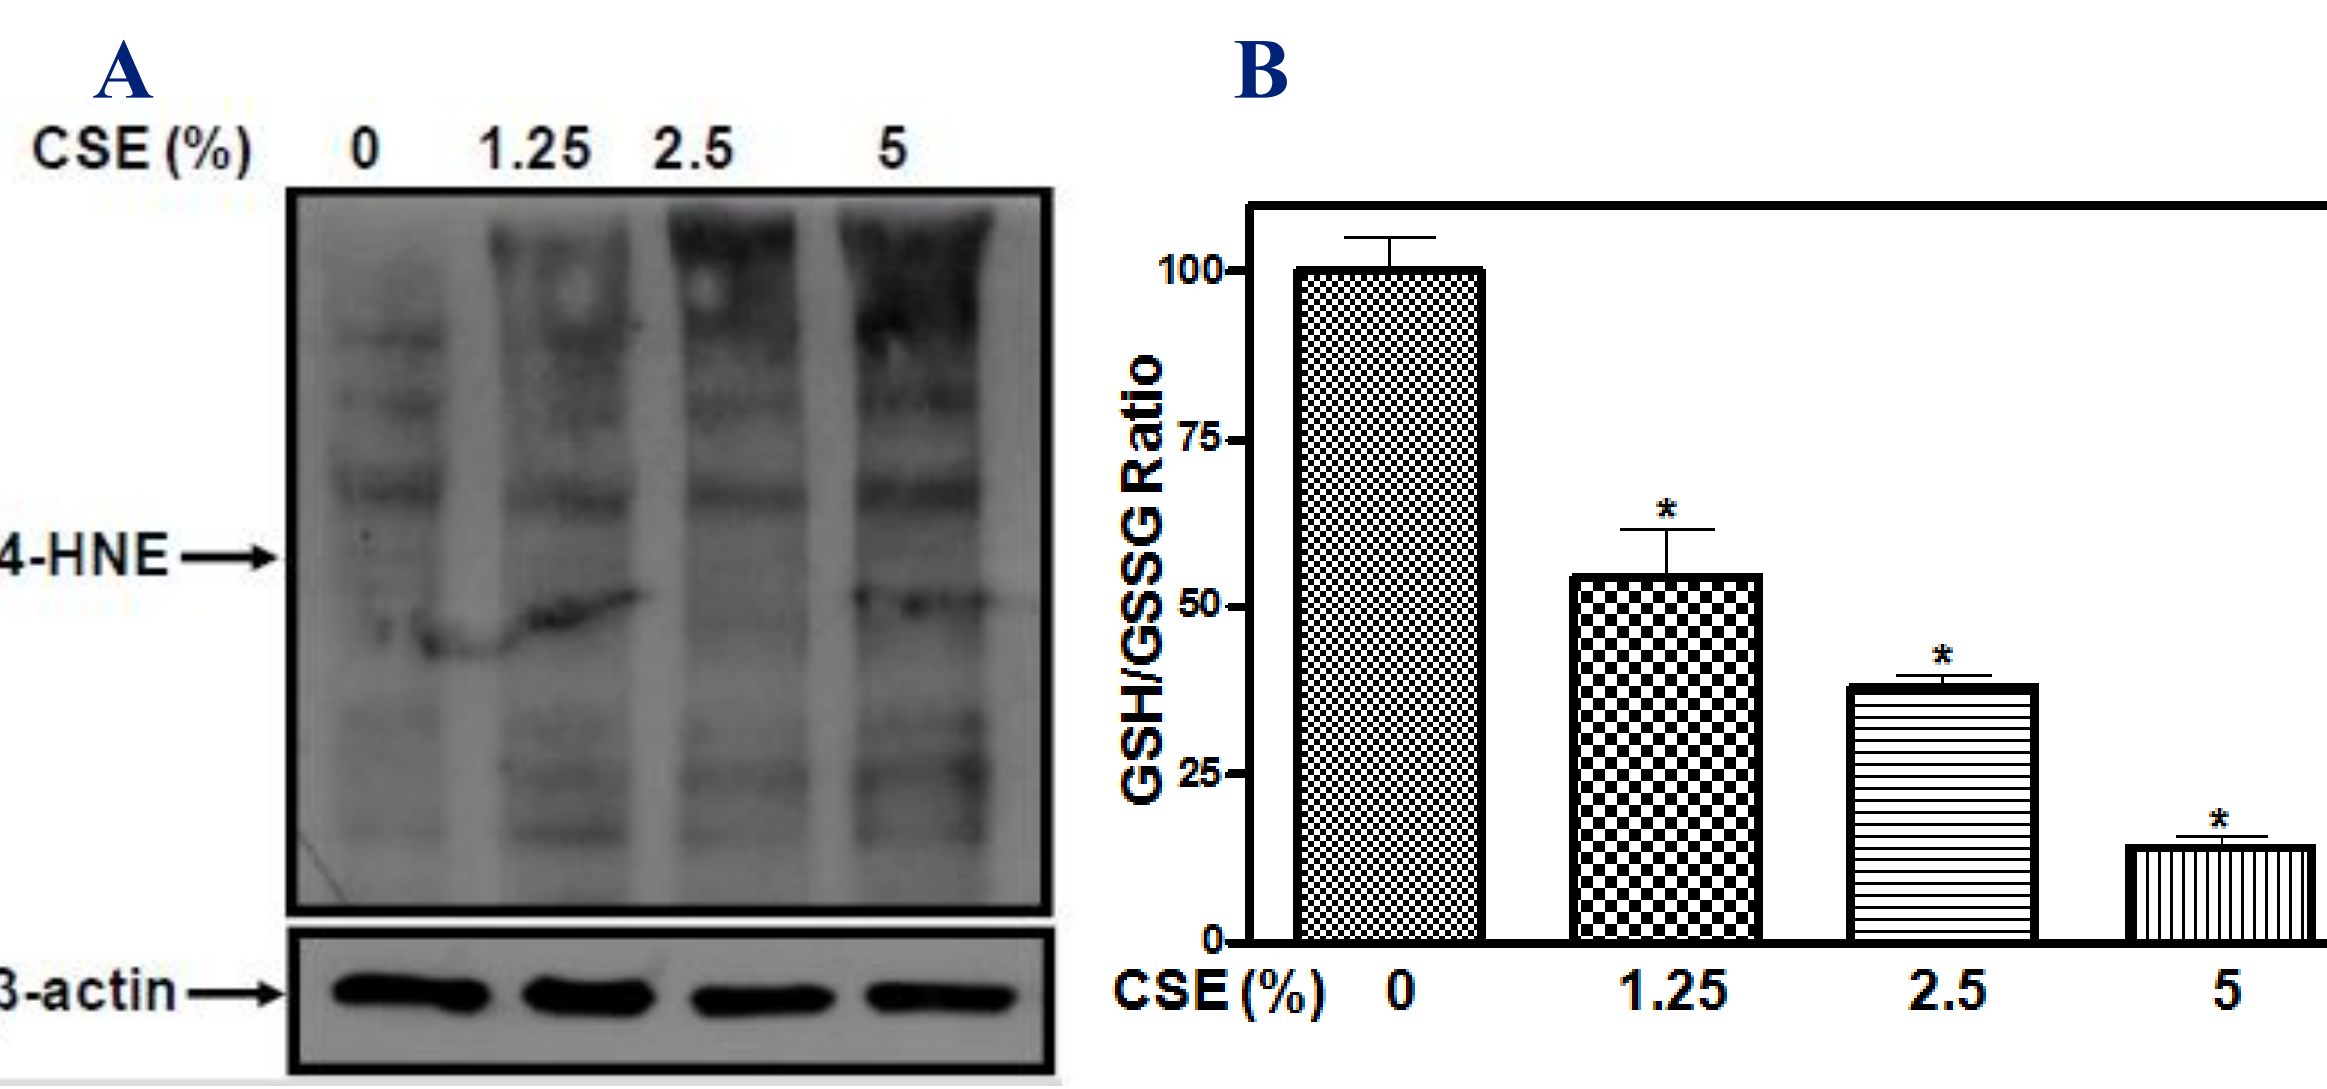 A
CSE (%) 0 1.25 2.5 5
4-HNE
β-actin
B
GSH/GSSG Ratio
100
75
50
25
0
*
*
*
CSE (%) 0 1.25 2.5 5